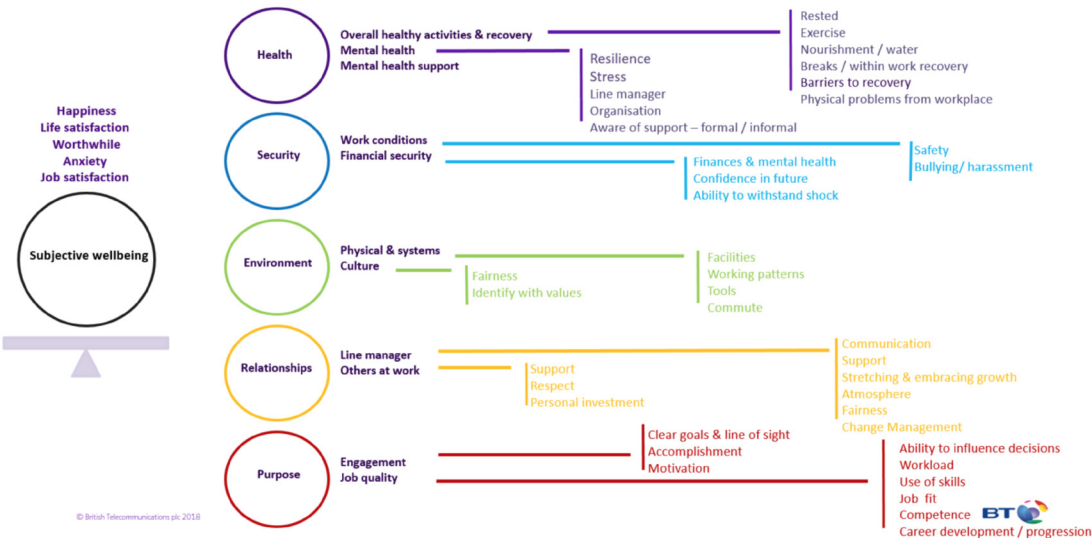 Happiness
Life satisfaction
Worthwhile
Anxiety
Job satisfaction
Subjective wellbeing
Health
Overall healthy activities & recovery
Mental health
Mental health support
Resilience
Stress
Line manager
Organisation
Aware of support – formal / informal
Rested
Exercise
Nourishment / water
Breaks / within work recovery
Barriers to recovery
Physical problems from workplace
Security
Work conditions
Financial security
Finances & mental health
Confidence in future
Ability to withstand shock
Safety
Bullying/ harassment
Environment
Physical & systems
Culture
Fairness
Identify with values
Facilities
Working patterns
Tools
Commute
Relationships
Line manager
Others at work
Support
Respect
Personal investment
Communication
Support
Stretching & embracing growth
Atmosphere
Fairness
Change Management
Purpose
Engagement
Job quality
Clear goals & line of sight
Accomplishment
Motivation
Ability to influence decisions
Workload
Use of skills
Job fit
Competence
Career development / progression
BT
© British Telecommunications plc 2018